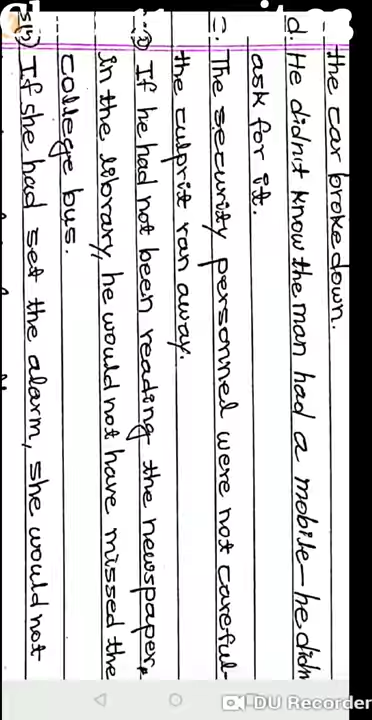 the car broke down.
d. He didn't know the man had a mobile - he didn
ask for it.
The security personnel were not careful-
the culprit ran away.
If he had not been reading the newspaper,
in the library, he would not have missed the
college bus.
(b) If she had set the alarm, she would not
DU Recorder